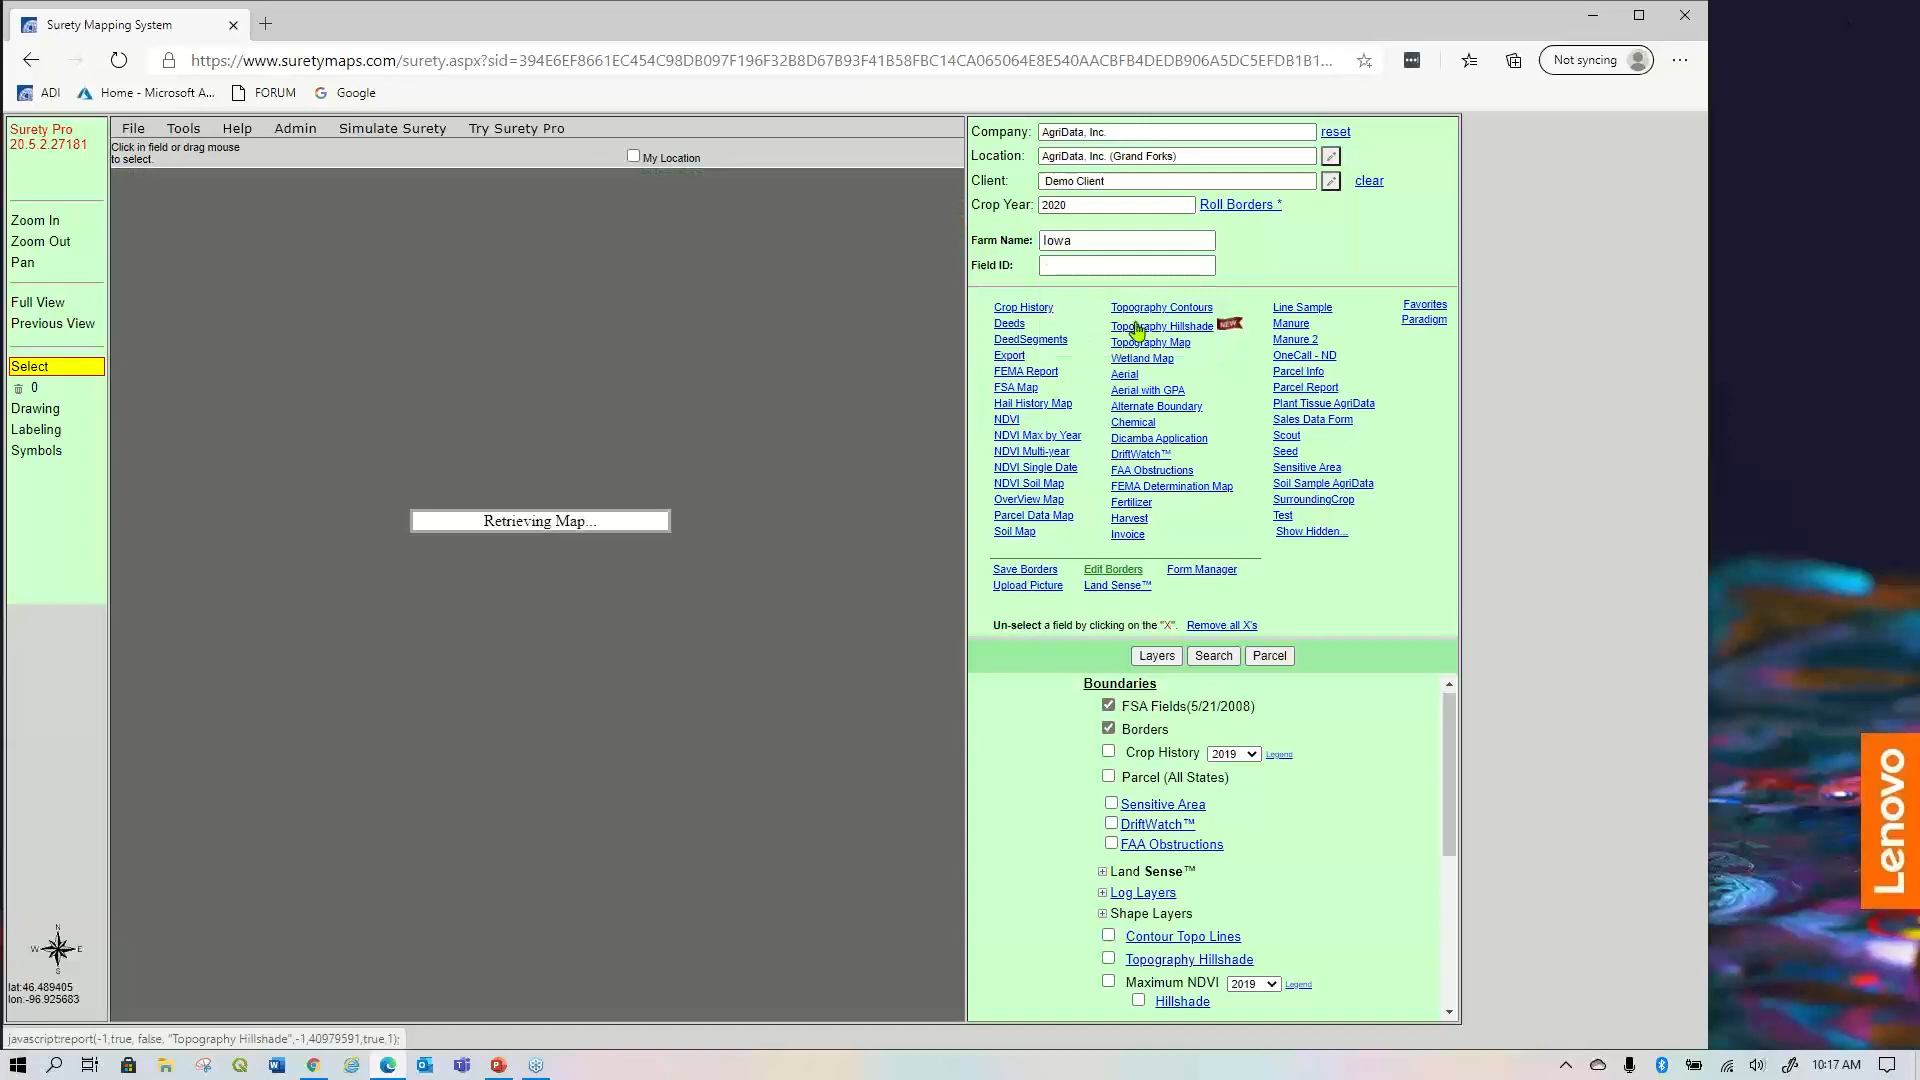 Surety Mapping System
https://www.suretymaps.com/surety.aspx?sid=394E6EF8661EC454C98DB097F196F32B8D67B93F41B58FBC14CA065064E8E540AACBFB4DEDB906A5DC5EFDB1B1...
Not syncing
ADI
Home - Microsoft A...
FORUM
Google
Surety Pro
20.5.2.27181
File Tools Help Admin Simulate Surety Try Surety Pro
Click in field or drag mouse
to select.
My Location
Zoom In
Zoom Out
Pan
Full View
Previous View
Select
0
Drawing
Labeling
Symbols
N
W E
S
lat:46.489405
lon:-96.925683
Retrieving Map...
Company: AgriData, Inc. reset
Location: AgriData, Inc. (Grand Forks)
Client: Demo Client clear
Crop Year: 2020 Roll Borders *
Farm Name: Iowa
Field ID:
Crop History
Deeds
DeedSegments
Export
FEMA Report
FSA Map
Hail History Map
NDVI
NDVI Max by Year
NDVI Multi-year
NDVI Single Date
NDVI Soil Map
OverView Map
Parcel Data Map
Soil Map
Topography Contours
Topography Hillshade NEW
Topography Map
Wetland Map
Aerial
Aerial with GPA
Alternate Boundary
Chemical
Dicamba Application
DriftWatch™
FAA Obstructions
FEMA Determination Map
Fertilizer
Harvest
Invoice
Line Sample
Manure
Manure 2
OneCall - ND
Parcel Info
Parcel Report
Plant Tissue AgriData
Sales Data Form
Scout
Seed
Sensitive Area
Soil Sample AgriData
SurroundingCrop
Test
Show Hidden...
Favorites
Paradigm
Save Borders Edit Borders Form Manager
Upload Picture Land Sense™
Un-select a field by clicking on the "X". Remove all X's
Layers Search Parcel
Boundaries
FSA Fields(5/21/2008)
Borders
Crop History 2019 Legend
Parcel (All States)
Sensitive Area
DriftWatch™
FAA Obstructions
Land Sense™
Log Layers
Shape Layers
Contour Topo Lines
Topography Hillshade
Maximum NDVI 2019 Legend
Hillshade
javascript:report(-1,true, false, "Topography Hillshade",-1,40979591,true,1);
10:17 AM
Lenovo